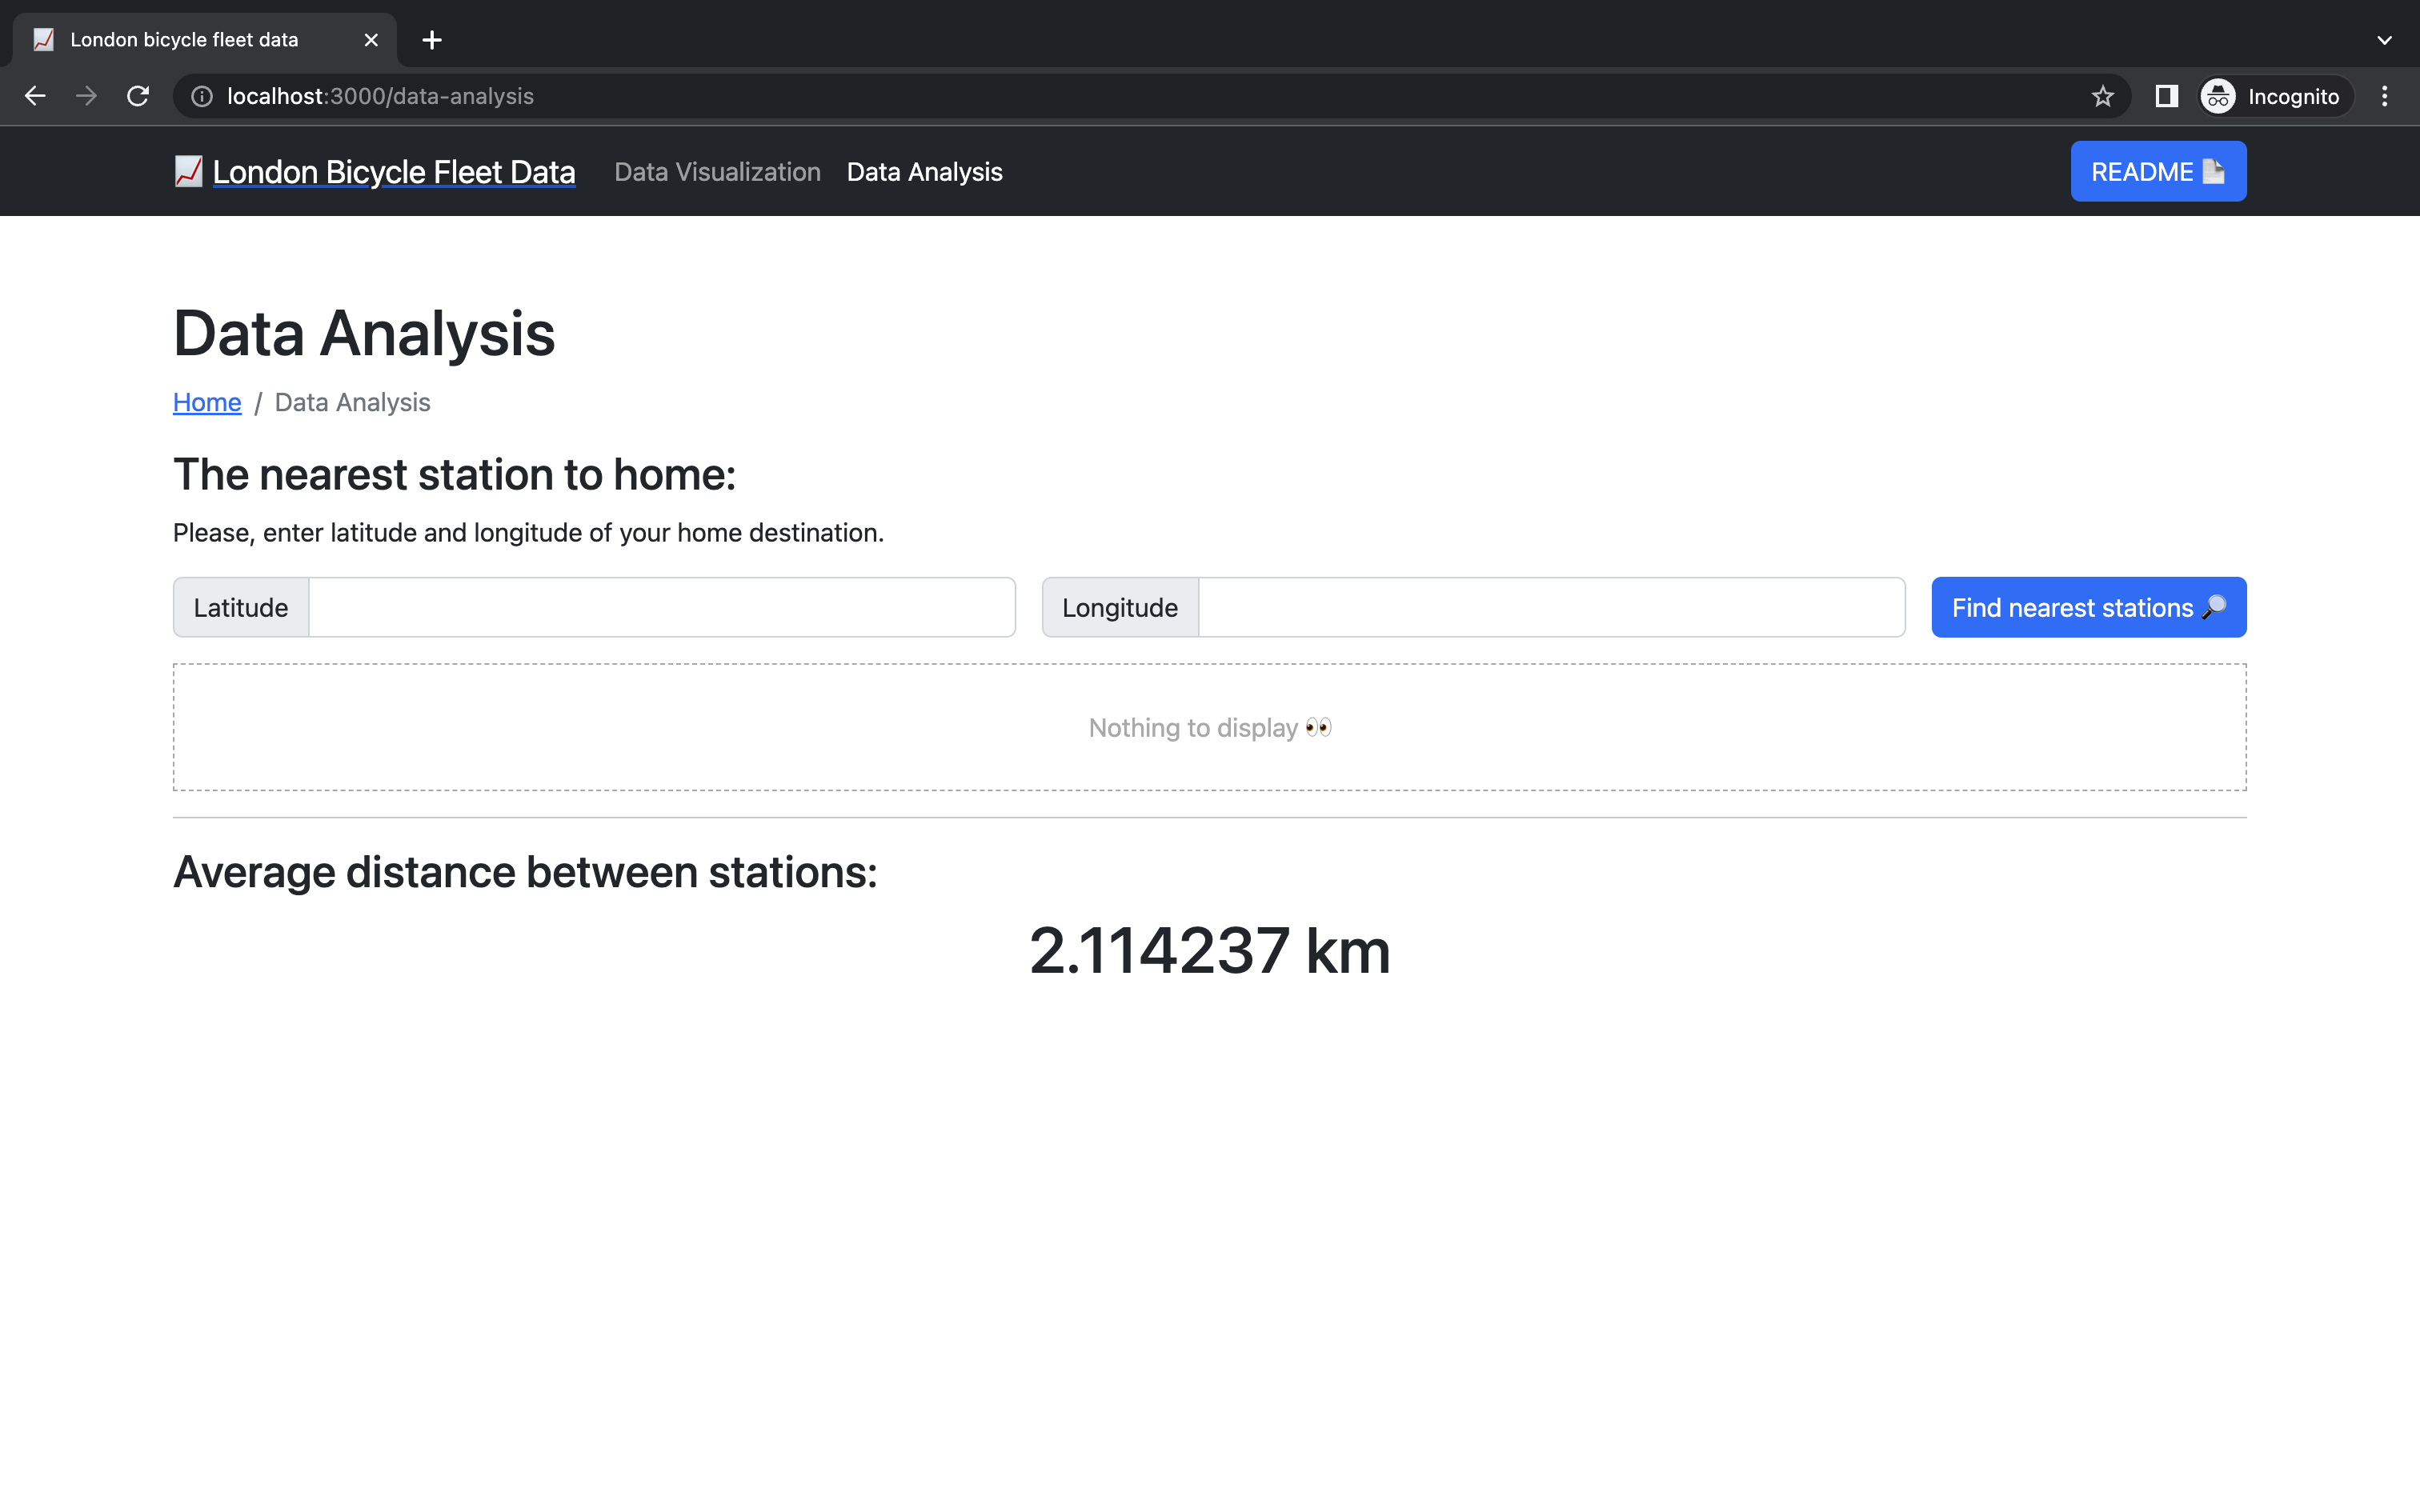 London bicycle fleet data
localhost:3000/data-analysis
Incognito
London Bicycle Fleet Data Data Visualization Data Analysis README
Data Analysis
Home / Data Analysis
The nearest station to home:
Please, enter latitude and longitude of your home destination.
Latitude Longitude Find nearest stations
Nothing to display
Average distance between stations:
2.114237 km